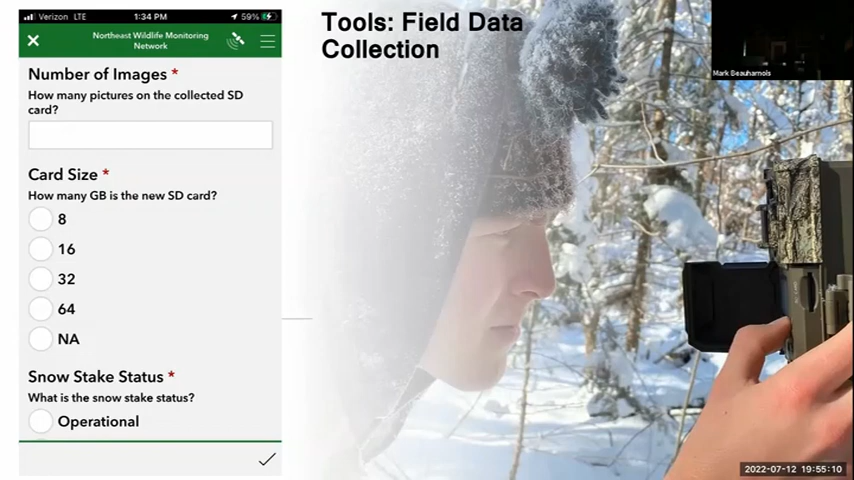 Verizon LTE 1:34 PM 59%
Northeast Wildlife Monitoring
Network
Number of Images *
How many pictures on the collected SD
card?
Card Size *
How many GB is the new SD card?
8
16
32
64
NA
Snow Stake Status *
What is the snow stake status?
Operational
Tools: Field Data
Collection
Mark Beauharnois
2022-07-12 19:55:10